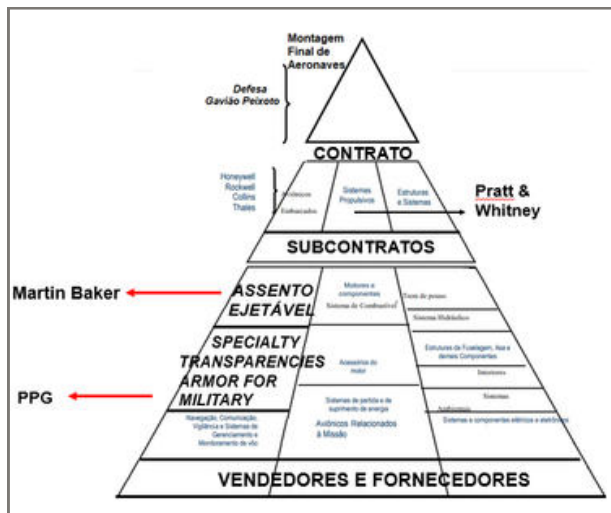 Montagem
Final de
Aeronaves
Defesa
Gavião Peixoto
CONTRATO
Honeywell
Rockwell
Collins
Thales
Aviônicos
Embarcados
Sistemas
Propulsivos
Estruturas
e Sistemas
Pratt &
Whitney
SUBCONTRATOS
Martin Baker
ASSENTO
EJETÁVEL
Motores e
componentes
Sistema de Combustível
Trem de pouso
Sistema Hidráulico
PPG
SPECIALTY
TRANSPARENCIES
ARMOR FOR
MILITARY
Acessórios do
motor
Estruturas da Fuselagem, Asa e
demais Componentes
Interiores
Sistemas
Ambientais
Navegação, Comunicação,
Vigilância e Sistemas de
Gerenciamento e
Monitoramento de vôo
Sistemas de partida e de
suprimento de energia
Aviônicos Relacionados
à Missão
Sistemas e componentes elétricos e eletrônicos
VENDEDORES E FORNECEDORES